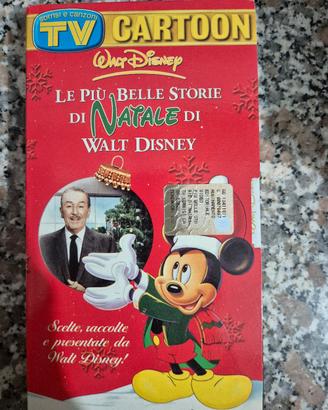 sorrisi e canzoni
TV
CARTOON
Walt Disney
LE PIÙ BELLE STORIE
DI NATALE DI
WALT DISNEY
Scelte, raccolte
e presentate da
Walt Disney!